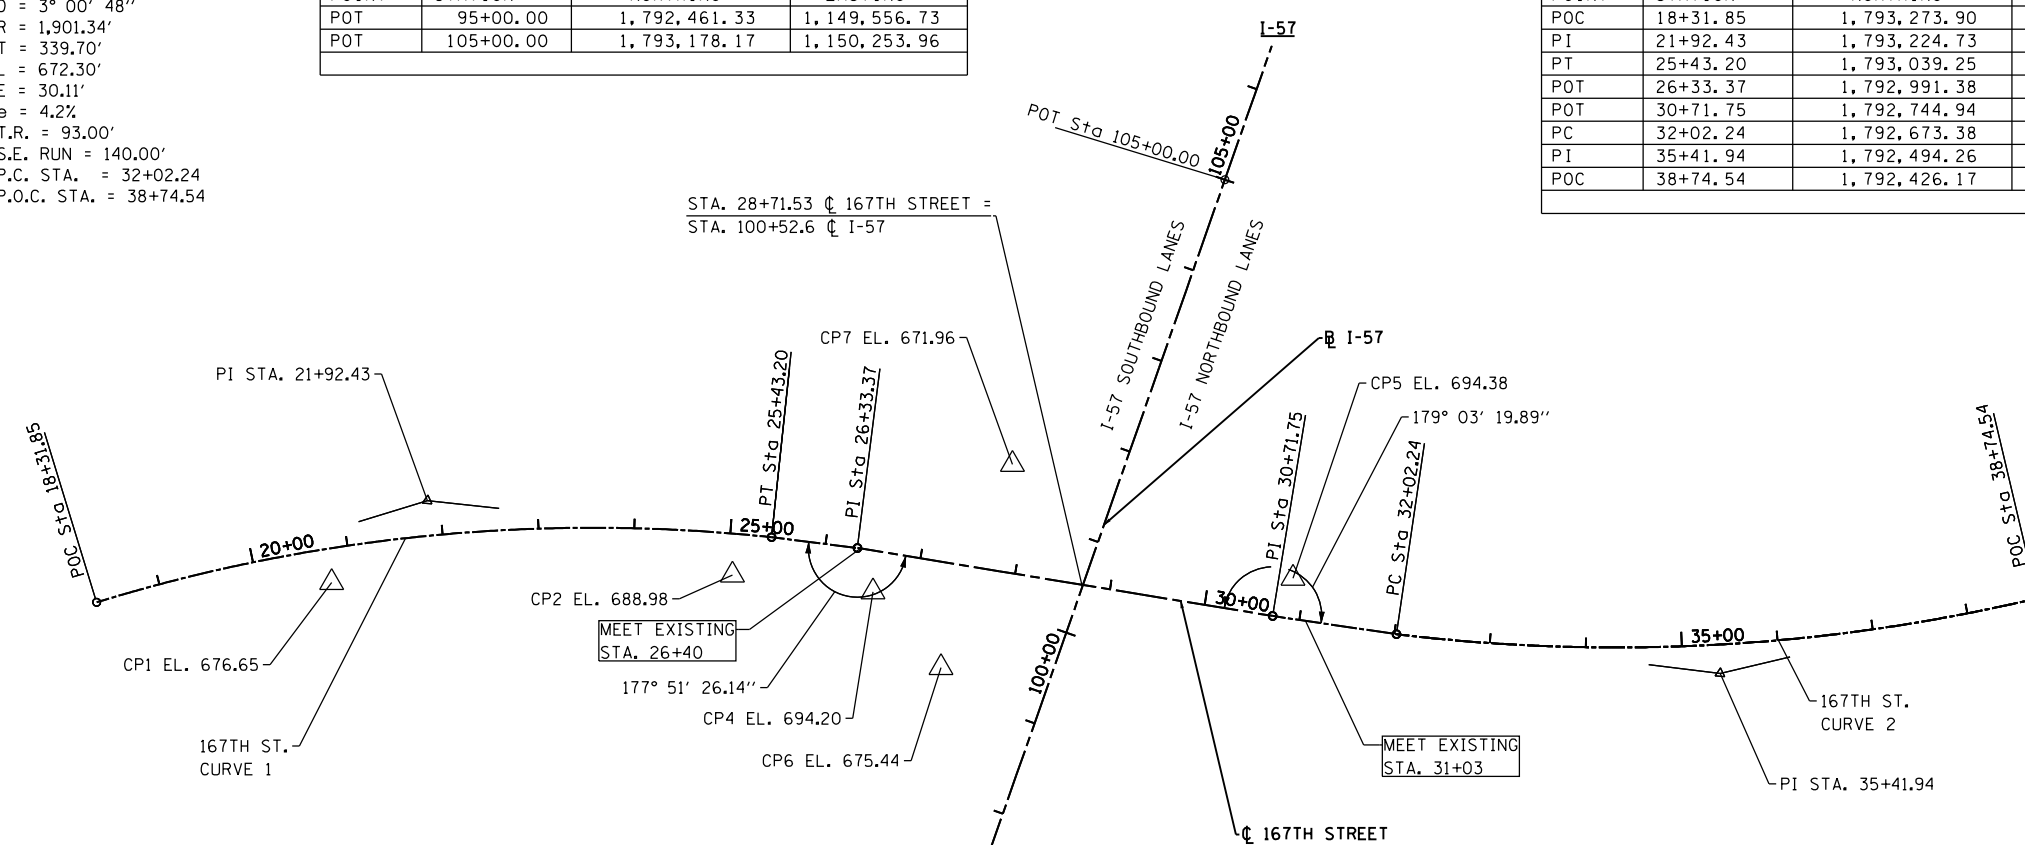 D = 3° 00' 48"
R = 1,901.34'
T = 339.70'
L = 672.30'
E = 30.11'
e = 4.2%
T.R. = 93.00'
S.E. RUN = 140.00'
P.C. STA. = 32+02.24
P.O.C. STA. = 38+74.54
POT 95+00.00 1,792,461.33 1,149,556.73
POT 105+00.00 1,793,178.17 1,150,253.96
POC 18+31.85 1,793,273.90
PI 21+92.43 1,793,224.73
PT 25+43.20 1,793,039.25
POT 26+33.37 1,792,991.38
POT 30+71.75 1,792,744.94
PC 32+02.24 1,792,673.38
PI 35+41.94 1,792,494.26
POC 38+74.54 1,792,426.17
I-57
POT Sta 105+00.00
105+00
STA. 28+71.53 ℄ 167TH STREET =
STA. 100+52.6 ℄ I-57
I-57 SOUTHBOUND LANES
I-57 NORTHBOUND LANES
CP7 EL. 671.96
B̵L I-57
PI STA. 21+92.43
CP5 EL. 694.38
179° 03' 19.89"
POC Sta 18+31.85
PT Sta 25+43.20
PI Sta 26+33.37
PI Sta 30+71.75
PC Sta 32+02.24
POC Sta 38+74.54
20+00
25+00
30+00
35+00
100+00
CP2 EL. 688.98
MEET EXISTING
STA. 26+40
CP1 EL. 676.65
177° 51' 26.14"
CP4 EL. 694.20
CP6 EL. 675.44
167TH ST.
CURVE 1
167TH ST.
CURVE 2
MEET EXISTING
STA. 31+03
PI STA. 35+41.94
℄ 167TH STREET